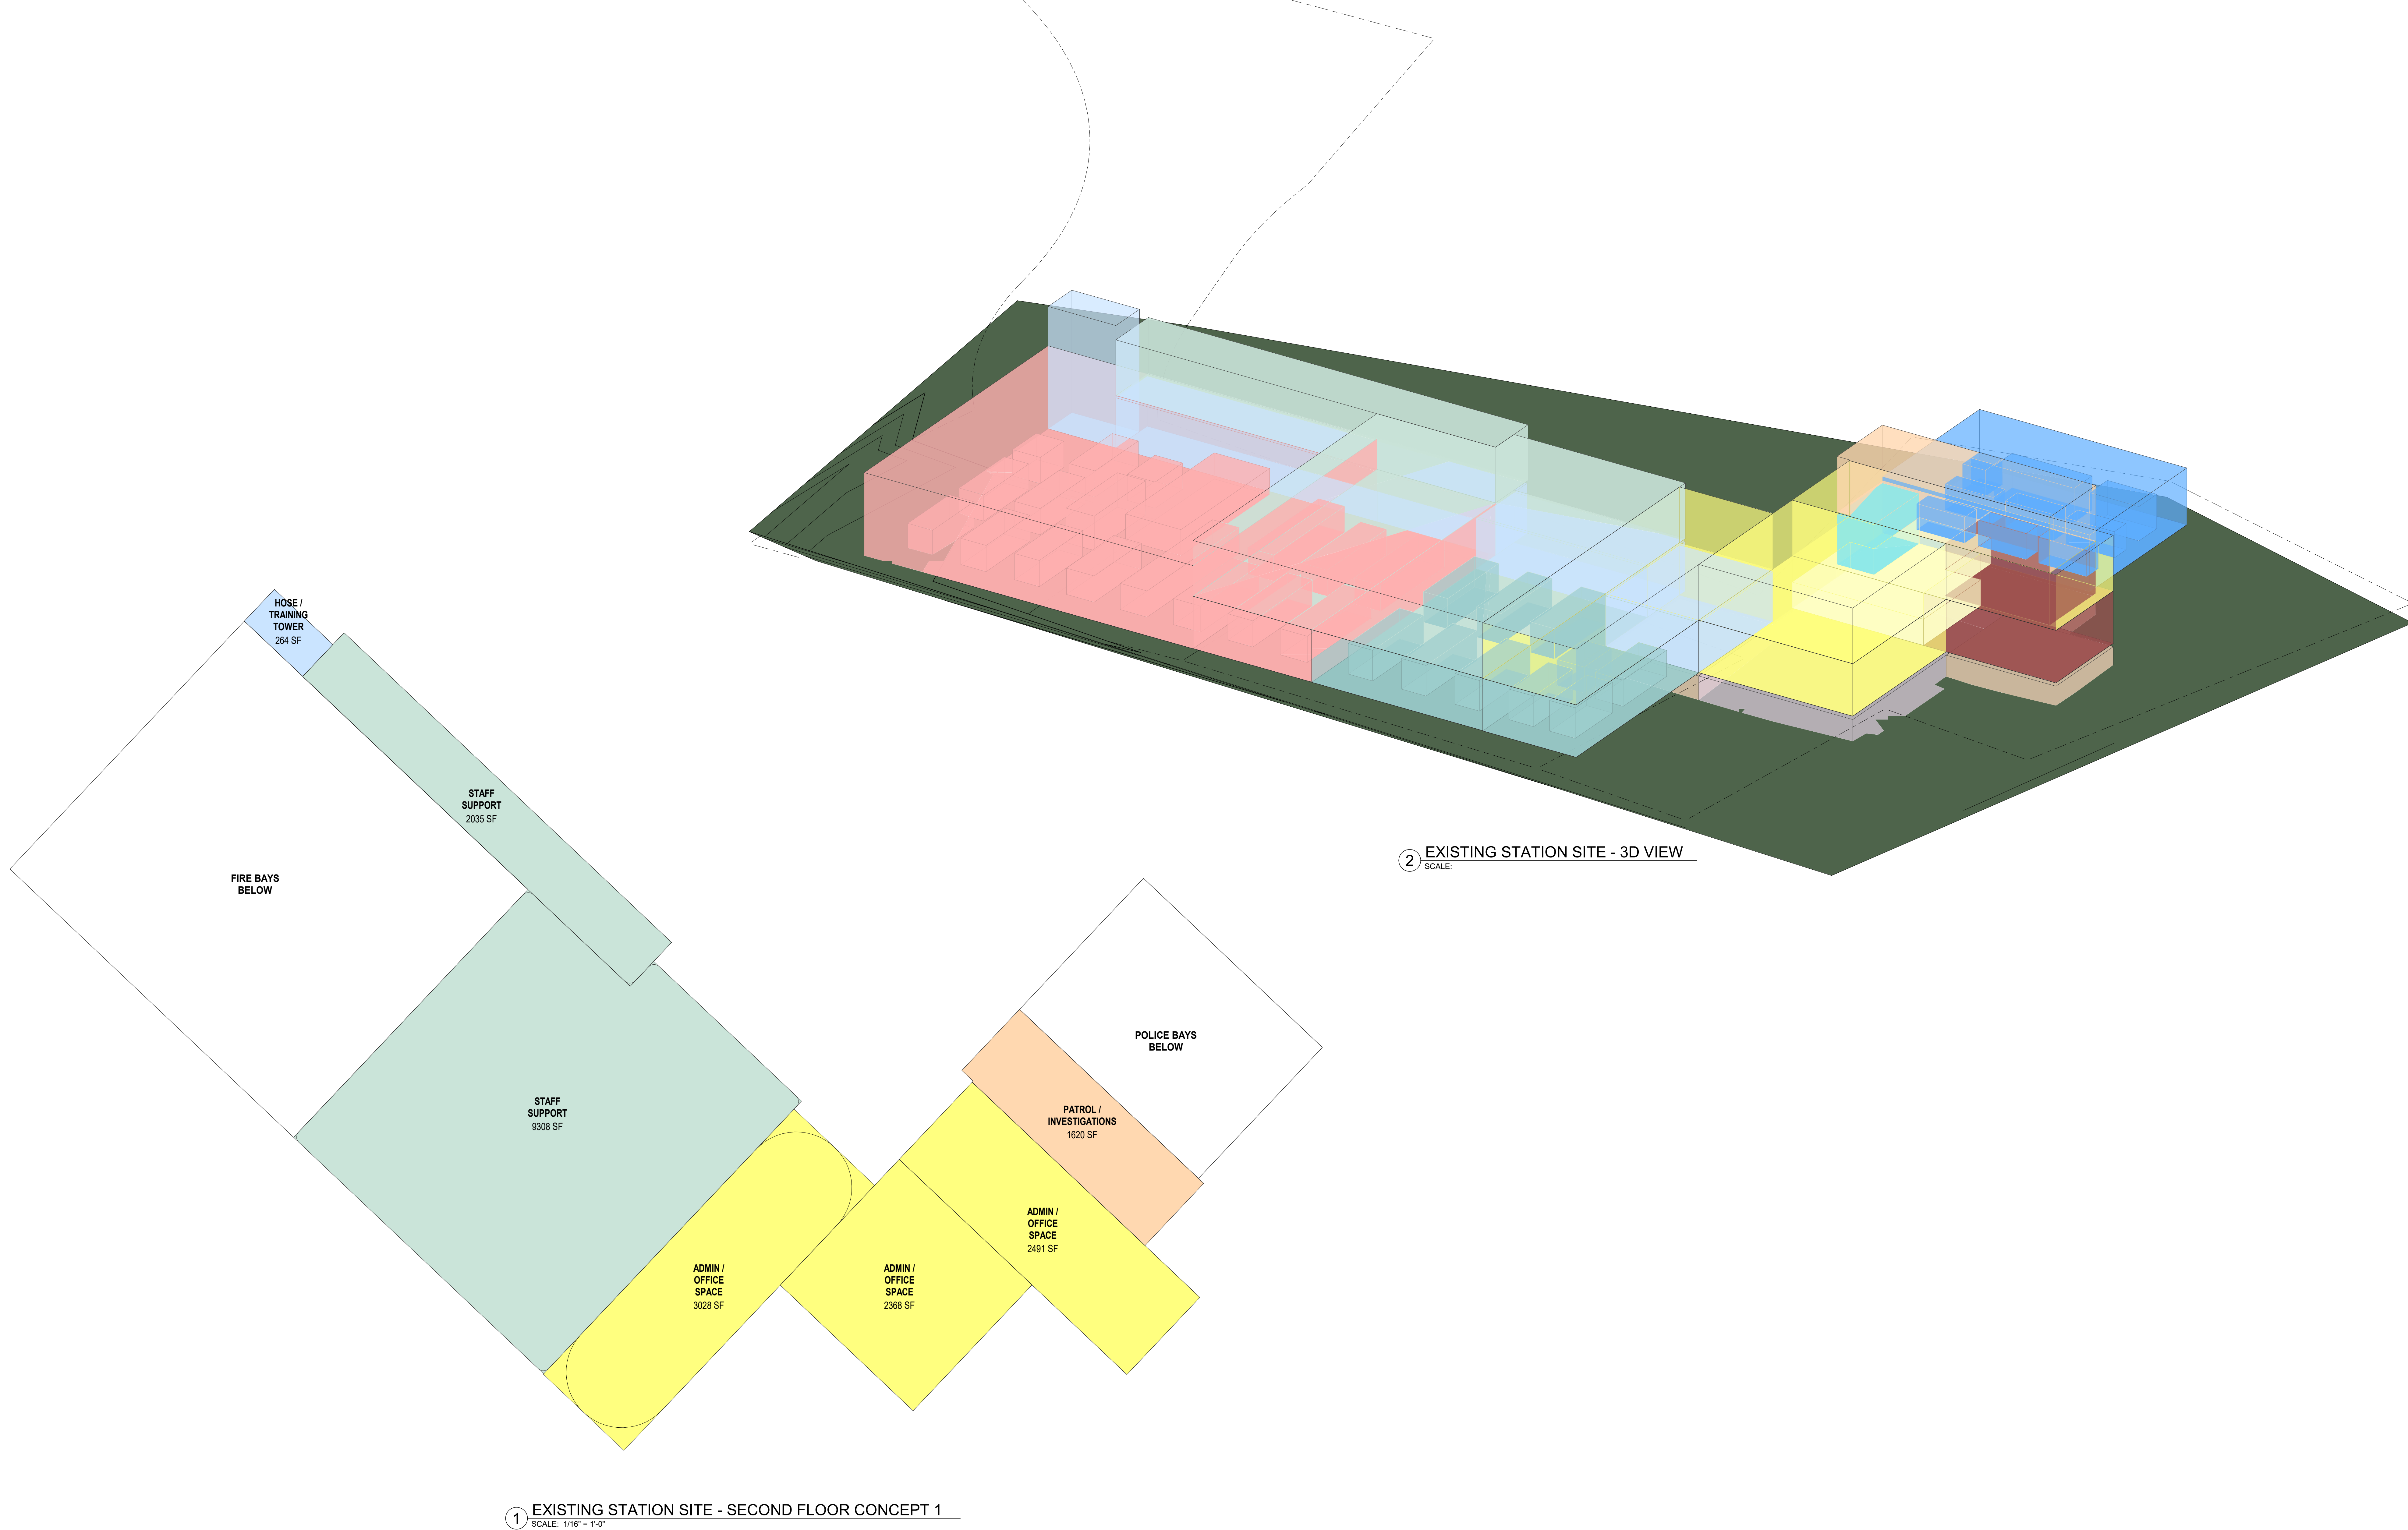 2
EXISTING STATION SITE - 3D VIEW
SCALE:
HOSE /
TRAINING
TOWER
264 SF
STAFF
SUPPORT
2035 SF
FIRE BAYS
BELOW
STAFF
SUPPORT
9308 SF
ADMIN /
OFFICE
SPACE
3028 SF
ADMIN /
OFFICE
SPACE
2368 SF
ADMIN /
OFFICE
SPACE
2491 SF
PATROL /
INVESTIGATIONS
1620 SF
POLICE BAYS
BELOW
1
EXISTING STATION SITE - SECOND FLOOR CONCEPT 1
SCALE: 1/16" = 1'-0"